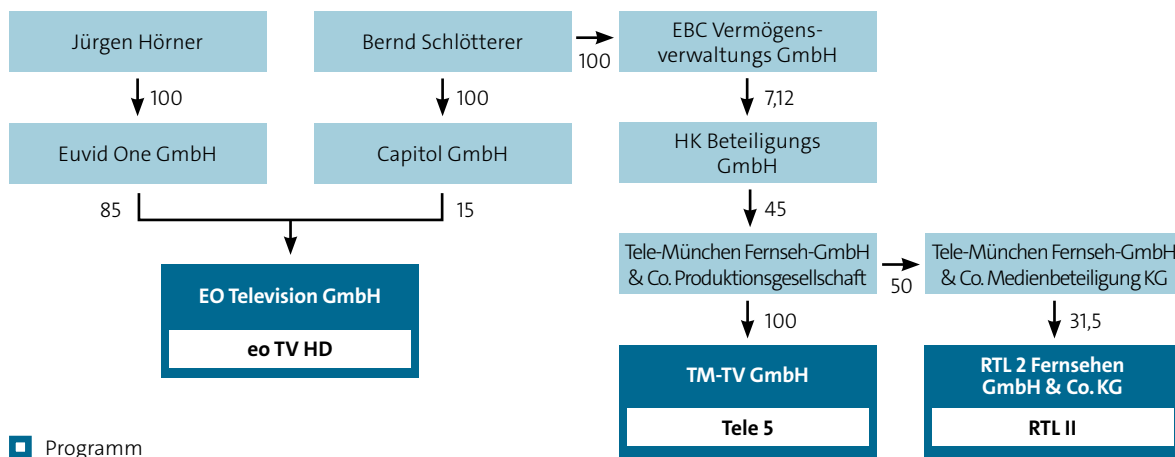 Jürgen Hörner
Bernd Schlötterer
100
EBC Vermögens-
verwaltungs GmbH
100
100
7,12
Euvid One GmbH
Capitol GmbH
HK Beteiligungs
GmbH
85
15
45
Tele-München Fernseh-GmbH
& Co. Produktionsgesellschaft
50
Tele-München Fernseh-GmbH
& Co. Medienbeteiligung KG
EO Television GmbH
eo TV HD
100
31,5
TM-TV GmbH
Tele 5
RTL 2 Fernsehen
GmbH & Co. KG
RTL II
Programm